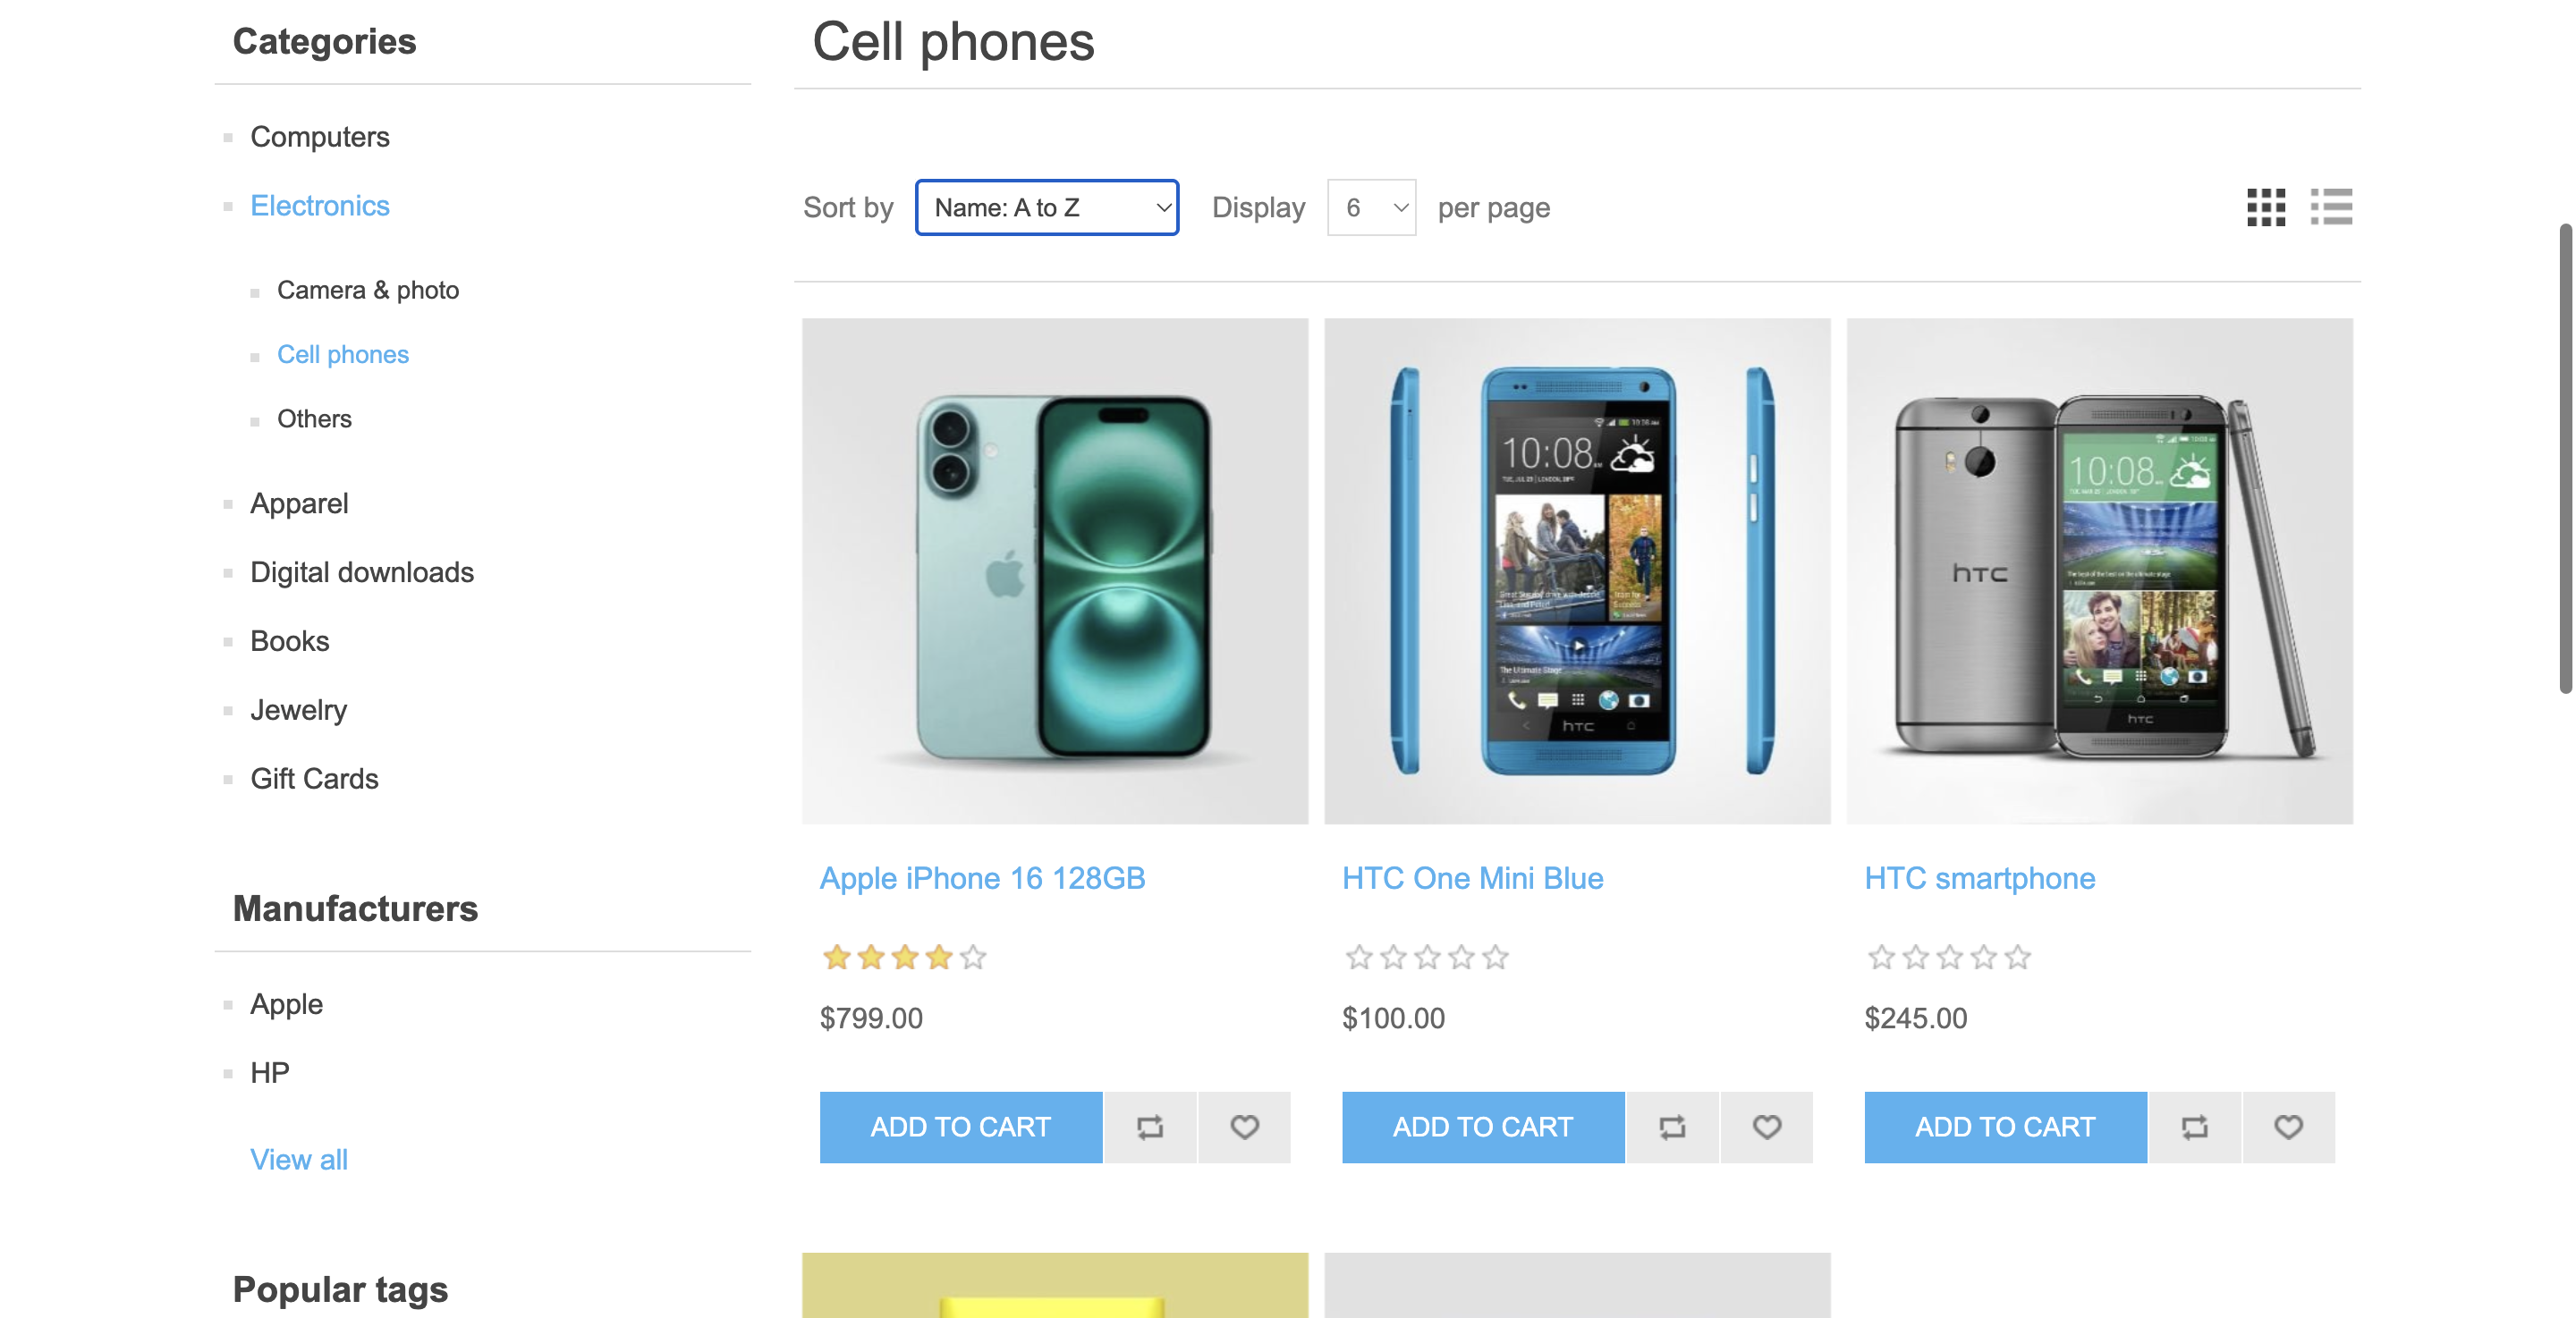 Categories
Computers
Electronics
Camera & photo
Cell phones
Others
Apparel
Digital downloads
Books
Jewelry
Gift Cards
Manufacturers
Apple
HP
View all
Popular tags
Cell phones
Sort by Name: A to Z Display 6 per page
10:08
hTC
hTC
10:08
hTC
Apple iPhone 16 128GB
HTC One Mini Blue
HTC smartphone
$799.00
$100.00
$245.00
ADD TO CART
ADD TO CART
ADD TO CART